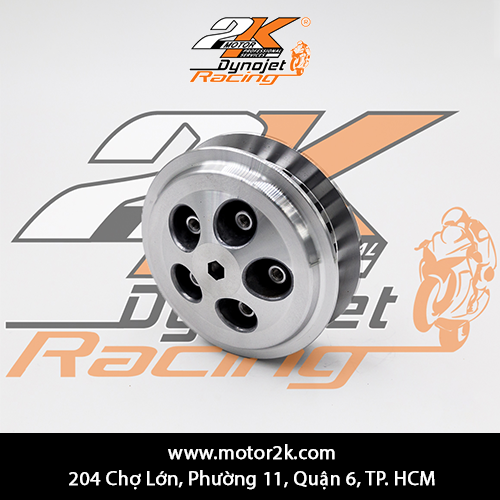 2K
MOTOR
PROFESSIONAL
SERVICES
Dynojet
Racing
2K
Dynojet
Racing
www.motor2k.com
204 Chợ Lớn, Phường 11, Quận 6, TP. HCM